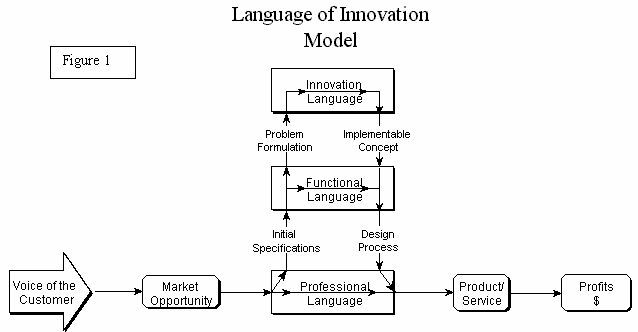 Language of Innovation
Model
Figure 1
Innovation
Language
Problem
Formulation
Implementable
Concept
Functional
Language
Initial
Specifications
Design
Process
Voice of the
Customer
Market
Opportunity
Professional
Language
Product/
Service
Profits
$